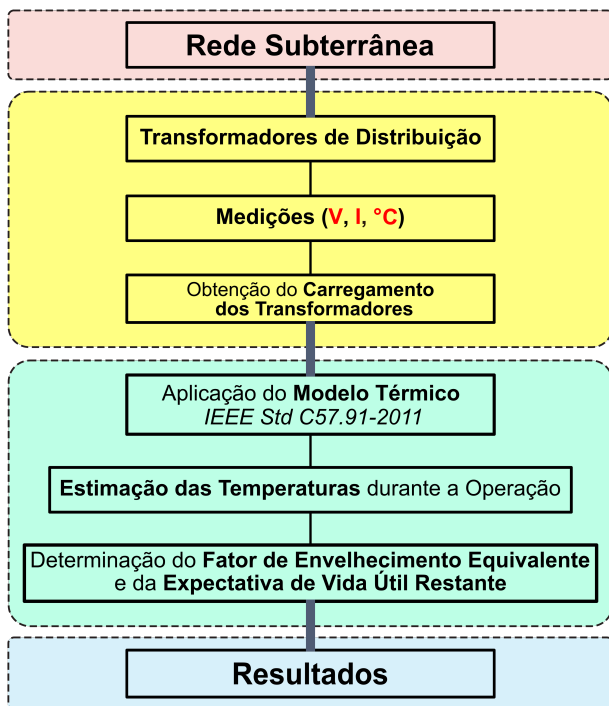 Rede Subterrânea
Transformadores de Distribuição
Medições (V, I, °C)
Obtenção do Carregamento
dos Transformadores
Aplicação do Modelo Térmico
IEEE Std C57.91-2011
Estimação das Temperaturas durante a Operação
Determinação do Fator de Envelhecimento Equivalente
e da Expectativa de Vida Útil Restante
Resultados